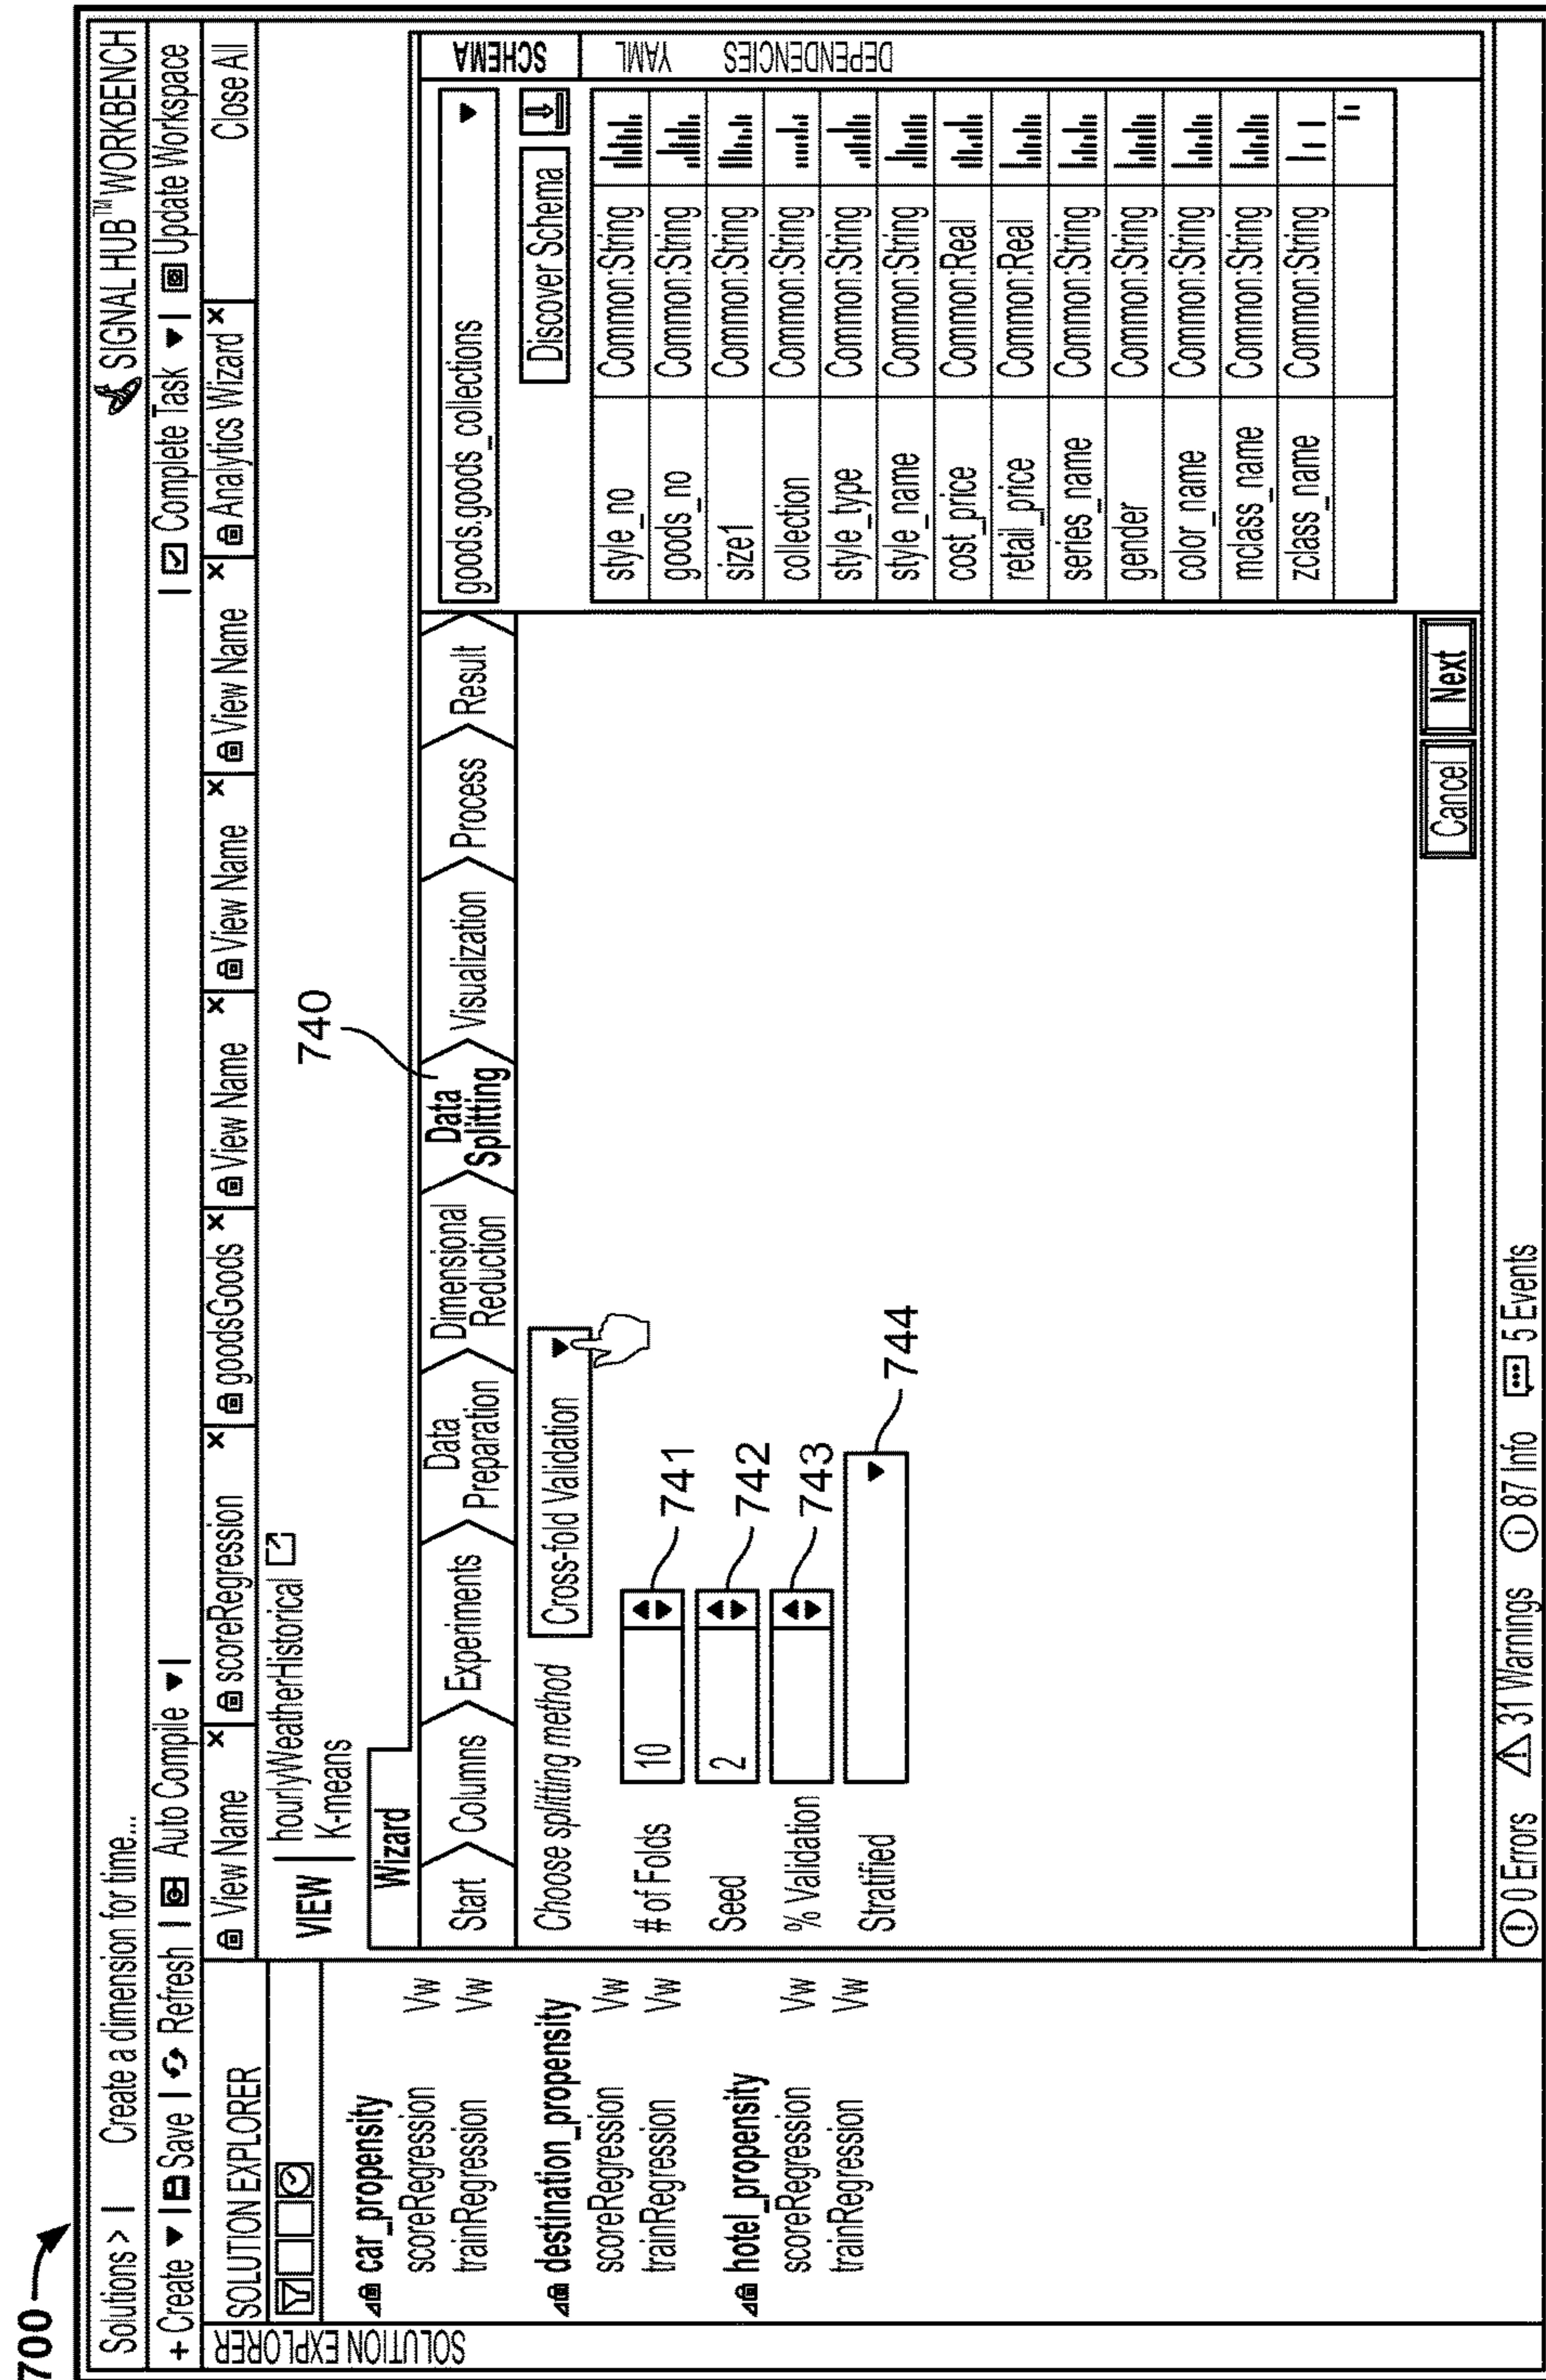 700
Solutions > | Create a dimension for time...
SIGNAL HUB™ WORKBENCH
+ Create ▼ | Save | Refresh | Auto Compile ▼ |
| Complete Task ▼ | Update Workspace
SOLUTION EXPLORER
SOLUTION EXPLORER
View Name ×
scoreRegression ×
goodsGoods ×
View Name ×
View Name ×
View Name ×
Analytics Wizard ×
Close All
VIEW | hourlyWeatherHistorical
K-means
car_propensity
scoreRegression Vw
trainRegression Vw
destination_propensity
scoreRegression Vw
trainRegression Vw
hotel_propensity
scoreRegression Vw
trainRegression Vw
Wizard
740
Start
Columns
Experiments
Data
Preparation
Dimensional
Reduction
Data
Splitting
Visualization
Process
Result
Choose splitting method
Cross-fold Validation ▼
# of Folds 10 741
Seed 2 742
% Validation 743
Stratified ▼ 744
Cancel
Next
goods.goods_collections ▼
Discover Schema
style_no Common:String
goods_no Common:String
size1 Common:String
collection Common:String
style_type Common:String
style_name Common:String
cost_price Common:Real
retail_price Common:Real
series_name Common:String
gender Common:String
color_name Common:String
mclass_name Common:String
zclass_name Common:String
SCHEMA
YAML
DEPENDENCIES
0 Errors 31 Warnings 87 Info 5 Events